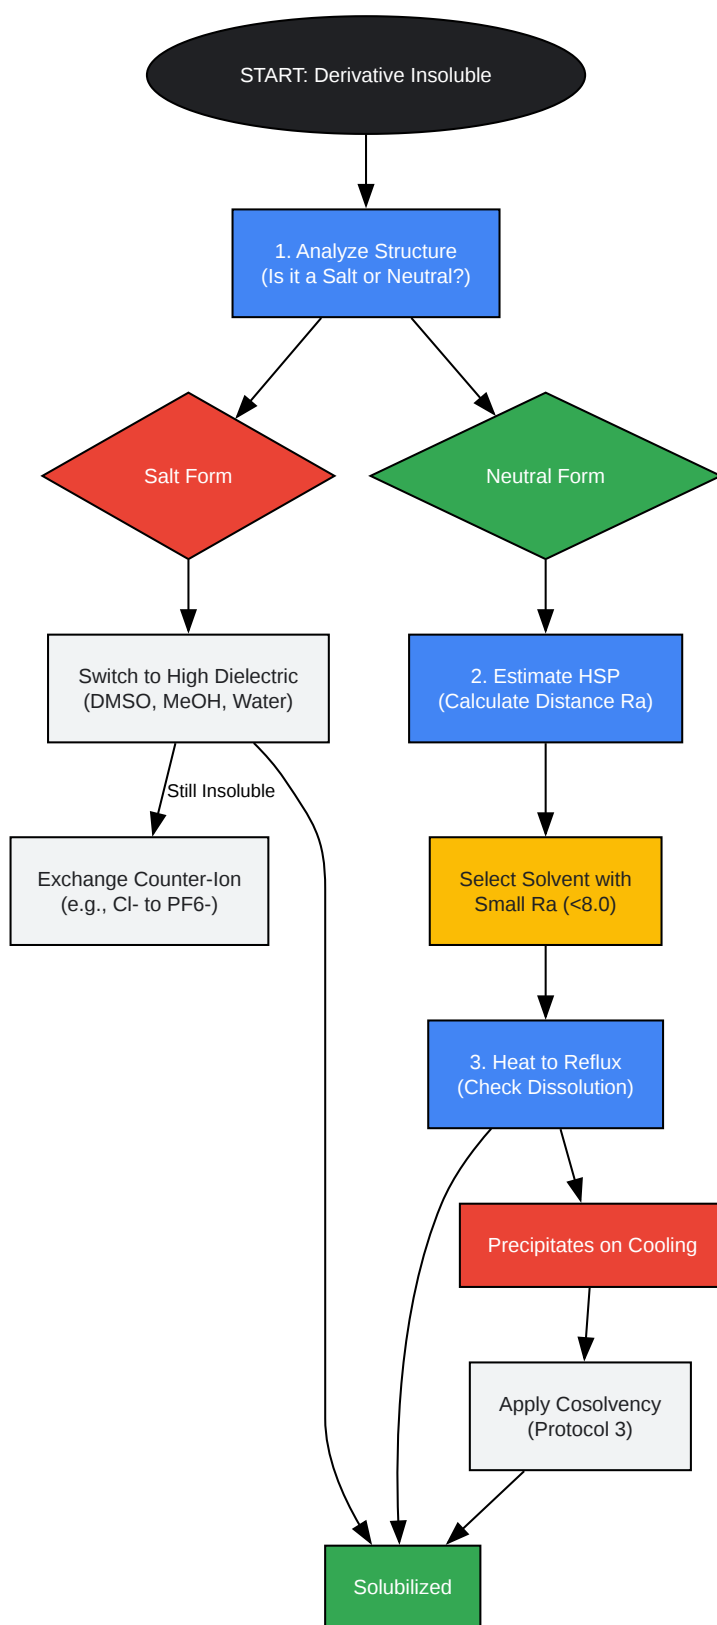 START: Derivative Insoluble
1. Analyze Structure
(Is it a Salt or Neutral?)
Salt Form
Neutral Form
Switch to High Dielectric
(DMSO, MeOH, Water)
2. Estimate HSP
(Calculate Distance Ra)
Still Insoluble
Exchange Counter-Ion
(e.g., Cl- to PF6-)
Select Solvent with
Small Ra (<8.0)
3. Heat to Reflux
(Check Dissolution)
Precipitates on Cooling
Apply Cosolvency
(Protocol 3)
Solubilized